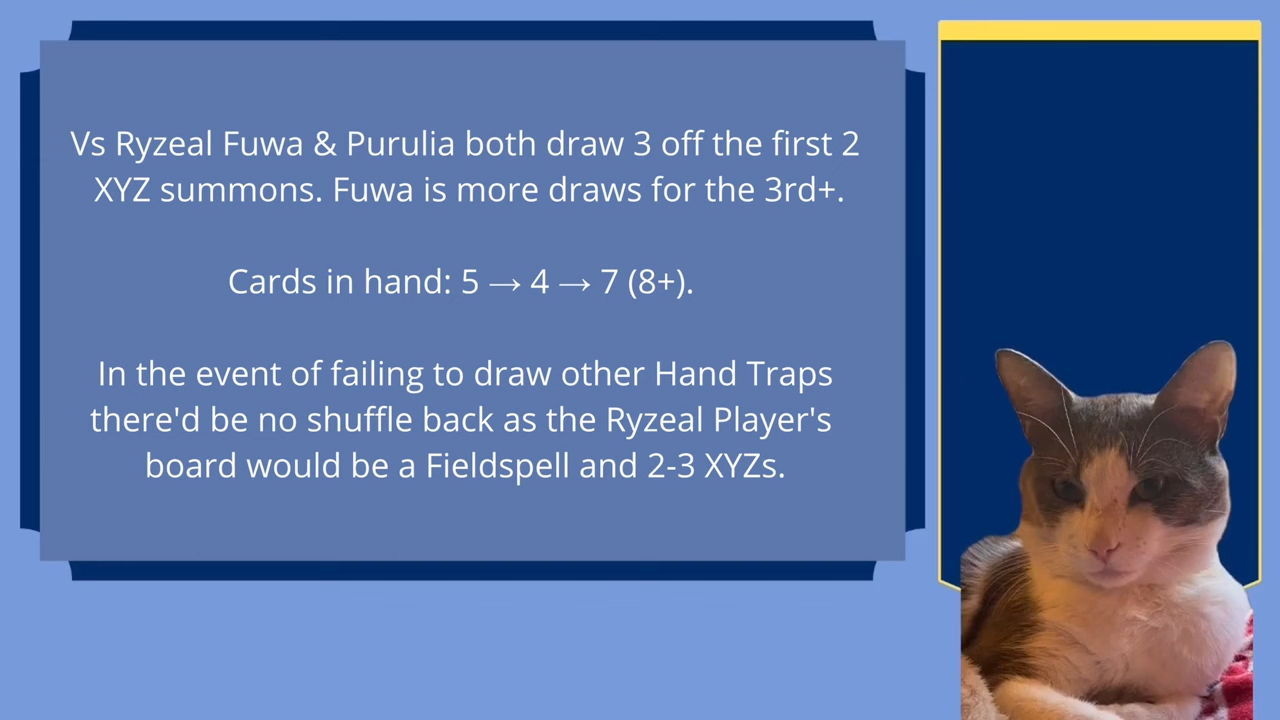 Vs Ryzeal Fuwa & Purulia both draw 3 off the first 2
XYZ summons. Fuwa is more draws for the 3rd+.
Cards in hand: 5 → 4 → 7 (8+).
In the event of failing to draw other Hand Traps
there'd be no shuffle back as the Ryzeal Player's
board would be a Fieldspell and 2-3 XYZs.